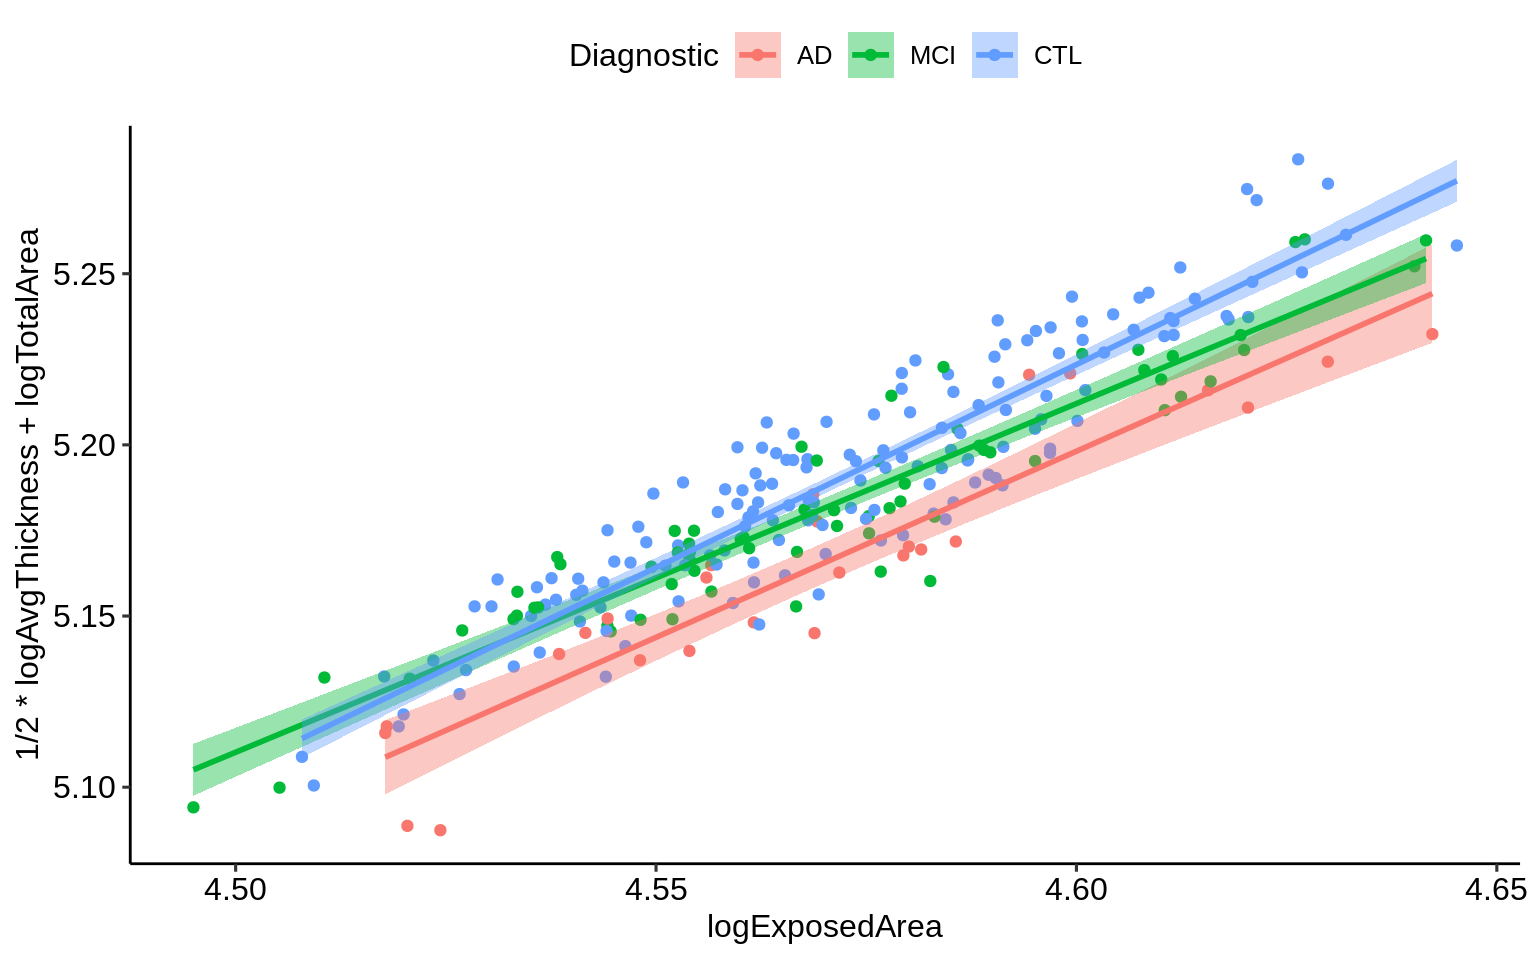 Diagnostic AD MCI CTL
1/2 * logAvgThickness + logTotalArea
5.25
5.20
5.15
5.10
4.50 4.55 4.60 4.65
logExposedArea